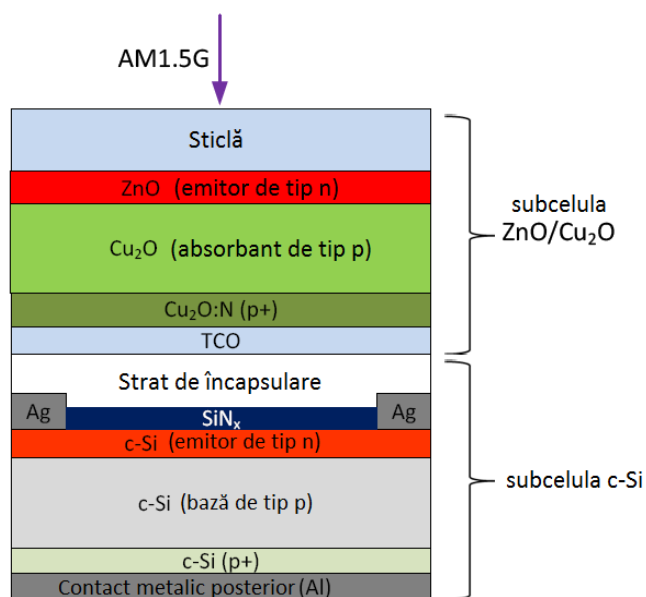 AM1.5G
Sticlă
ZnO (emitor de tip n)
Cu₂O (absorbant de tip p)
Cu₂O:N (p+)
TCO
subcelula
ZnO/Cu₂O
Strat de încapsulare
Ag
SiNₓ
Ag
c-Si (emitor de tip n)
c-Si (bază de tip p)
c-Si (p+)
Contact metalic posterior (Al)
subcelula c-Si